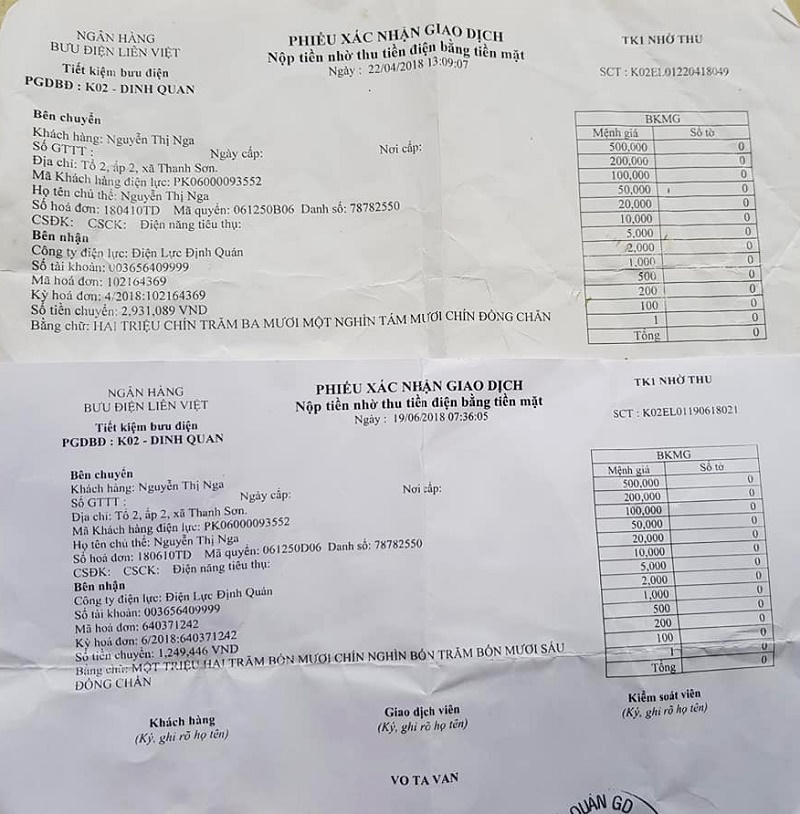 NGÂN HÀNG
BƯU ĐIỆN LIÊN VIỆT
Tiết kiệm bưu điện
PGDBĐ : K02 - DINH QUAN
PHIẾU XÁC NHẬN GIAO DỊCH
Nộp tiền nhờ thu tiền điện bằng tiền mặt
Ngày : 22/04/2018 13:09:07
TK1 NHỜ THU
SCT : K02EL01220418049
Bên chuyển
Khách hàng: Nguyễn Thị Nga
Số GTTT : Ngày cấp: Nơi cấp:
Địa chỉ: Tổ 2, ấp 2, xã Thanh Sơn.
Mã Khách hàng điện lực: PK06000093552
Họ tên chủ thẻ: Nguyễn Thị Nga
Số hoá đơn: 180410TD Mã quyển: 061250B06 Danh số: 78782550
CSĐK: CSCK: Điện năng tiêu thụ:
Bên nhận
Công ty điện lực: Điện Lực Định Quán
Số tài khoản: 003656409999
Mã hoá đơn: 102164369
Kỳ hoá đơn: 4/2018:102164369
Số tiền chuyển: 2,931,089 VND
Bằng chữ: HAI TRIỆU CHÍN TRĂM BA MƯƠI MỘT NGHÌN TÁM MƯƠI CHÍN ĐỒNG CHẴN
BKMG
Mệnh giá Số tờ
500,000 0
200,000 0
100,000 0
50,000 0
20,000 0
10,000 0
5,000 0
2,000 0
1,000 0
500 0
200 0
100 0
1 0
Tổng 0
NGÂN HÀNG
BƯU ĐIỆN LIÊN VIỆT
Tiết kiệm bưu điện
PGDBĐ : K02 - DINH QUAN
PHIẾU XÁC NHẬN GIAO DỊCH
Nộp tiền nhờ thu tiền điện bằng tiền mặt
Ngày : 19/06/2018 07:36:05
TK1 NHỜ THU
SCT : K02EL01190618021
Bên chuyển
Khách hàng: Nguyễn Thị Nga
Số GTTT : Ngày cấp: Nơi cấp:
Địa chỉ: Tổ 2, ấp 2, xã Thanh Sơn.
Mã Khách hàng điện lực: PK06000093552
Họ tên chủ thẻ: Nguyễn Thị Nga
Số hoá đơn: 180610TD Mã quyển: 061250D06 Danh số: 78782550
CSĐK: CSCK: Điện năng tiêu thụ:
Bên nhận
Công ty điện lực: Điện Lực Định Quán
Số tài khoản: 003656409999
Mã hoá đơn: 640371242
Kỳ hoá đơn: 6/2018:640371242
Số tiền chuyển: 1,249,446 VND
Bằng chữ: MỘT TRIỆU HAI TRĂM BỐN MƯƠI CHÍN NGHÌN BỐN TRĂM BỐN MƯƠI SÁU
ĐỒNG CHẴN
BKMG
Mệnh giá Số tờ
500,000 0
200,000 0
100,000 0
50,000 0
20,000 0
10,000 0
5,000 0
2,000 0
1,000 0
500 0
200 0
100 0
1 0
Tổng 0
Khách hàng
(Ký, ghi rõ họ tên)
Giao dịch viên
(Ký, ghi rõ họ tên)
Kiểm soát viên
(Ký, ghi rõ họ tên)
VO TA VAN
QUÁN GD